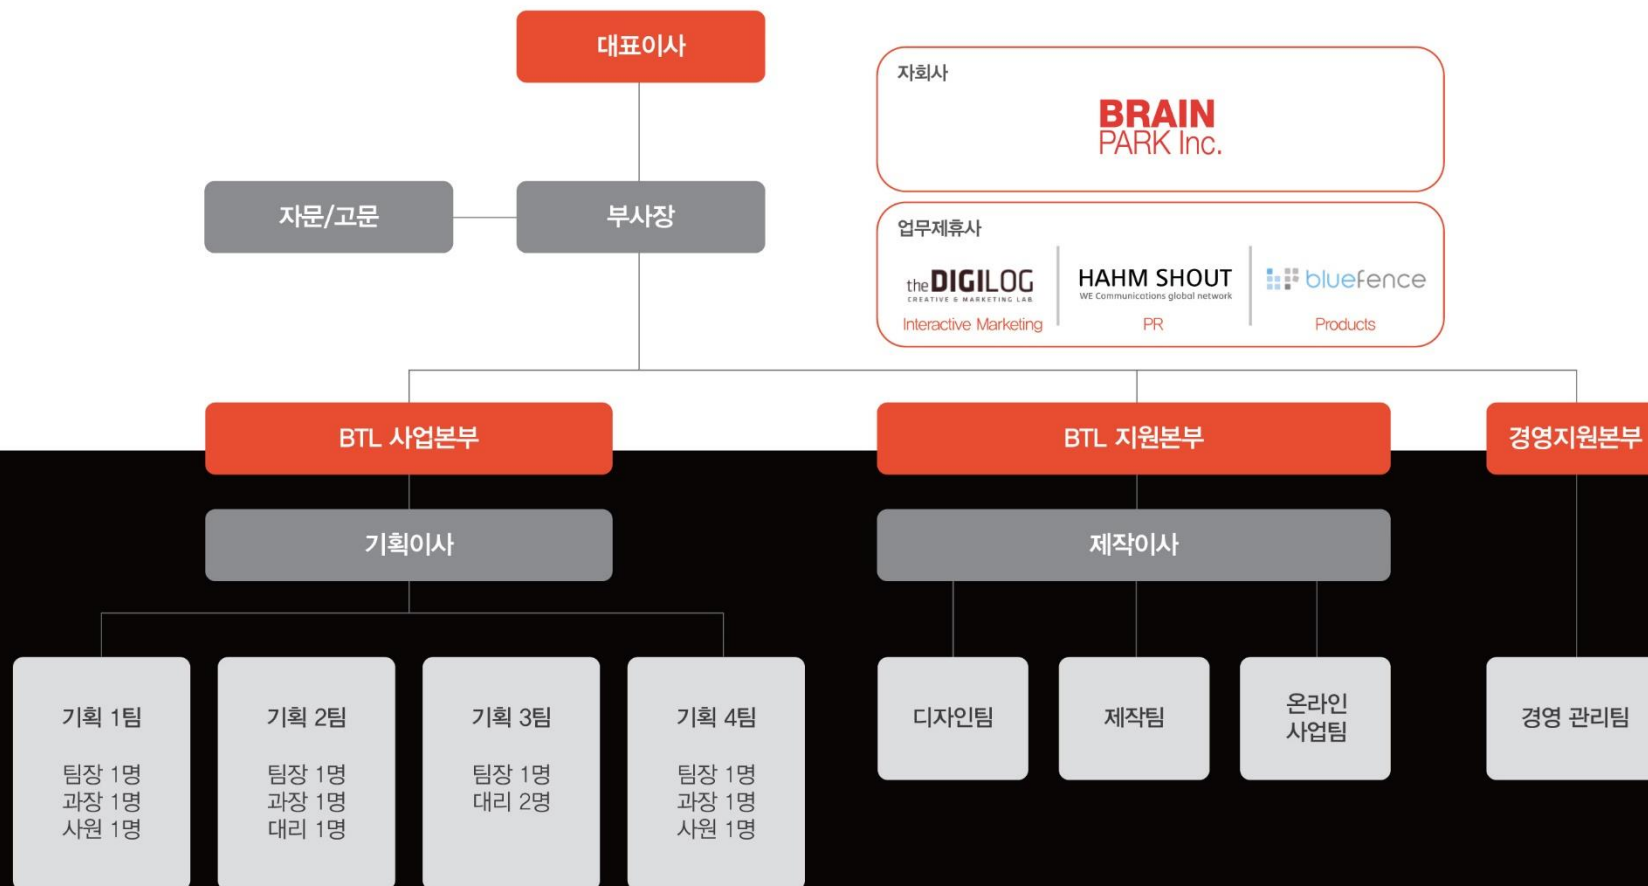 대표이사
자회사
BRAIN
PARK Inc.
자문/고문
부사장
업무제휴사
the DIGILOG
CREATIVE & MARKETING LAB
Interactive Marketing
HAHM SHOUT
WE Communications global network
PR
bluefence
Products
BTL 사업본부
BTL 지원본부
경영지원본부
기획이사
제작이사
기획 1팀
팀장 1명
과장 1명
사원 1명
기획 2팀
팀장 1명
과장 1명
대리 1명
기획 3팀
팀장 1명
대리 2명
기획 4팀
팀장 1명
과장 1명
사원 1명
디자인팀
제작팀
온라인
사업팀
경영 관리팀